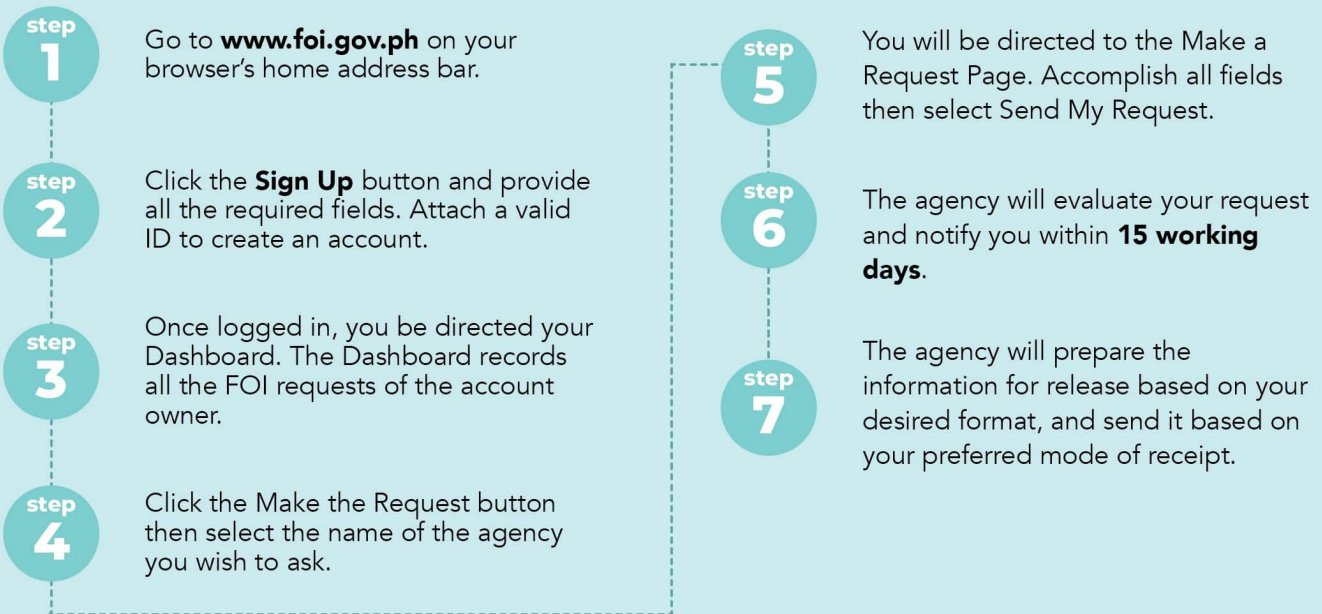 step
1
Go to www.foi.gov.ph on your
browser's home address bar.
step
2
Click the Sign Up button and provide
all the required fields. Attach a valid
ID to create an account.
step
3
Once logged in, you be directed your
Dashboard. The Dashboard records
all the FOI requests of the account
owner.
step
4
Click the Make the Request button
then select the name of the agency
you wish to ask.
step
5
You will be directed to the Make a
Request Page. Accomplish all fields
then select Send My Request.
step
6
The agency will evaluate your request
and notify you within 15 working
days.
step
7
The agency will prepare the
information for release based on your
desired format, and send it based on
your preferred mode of receipt.